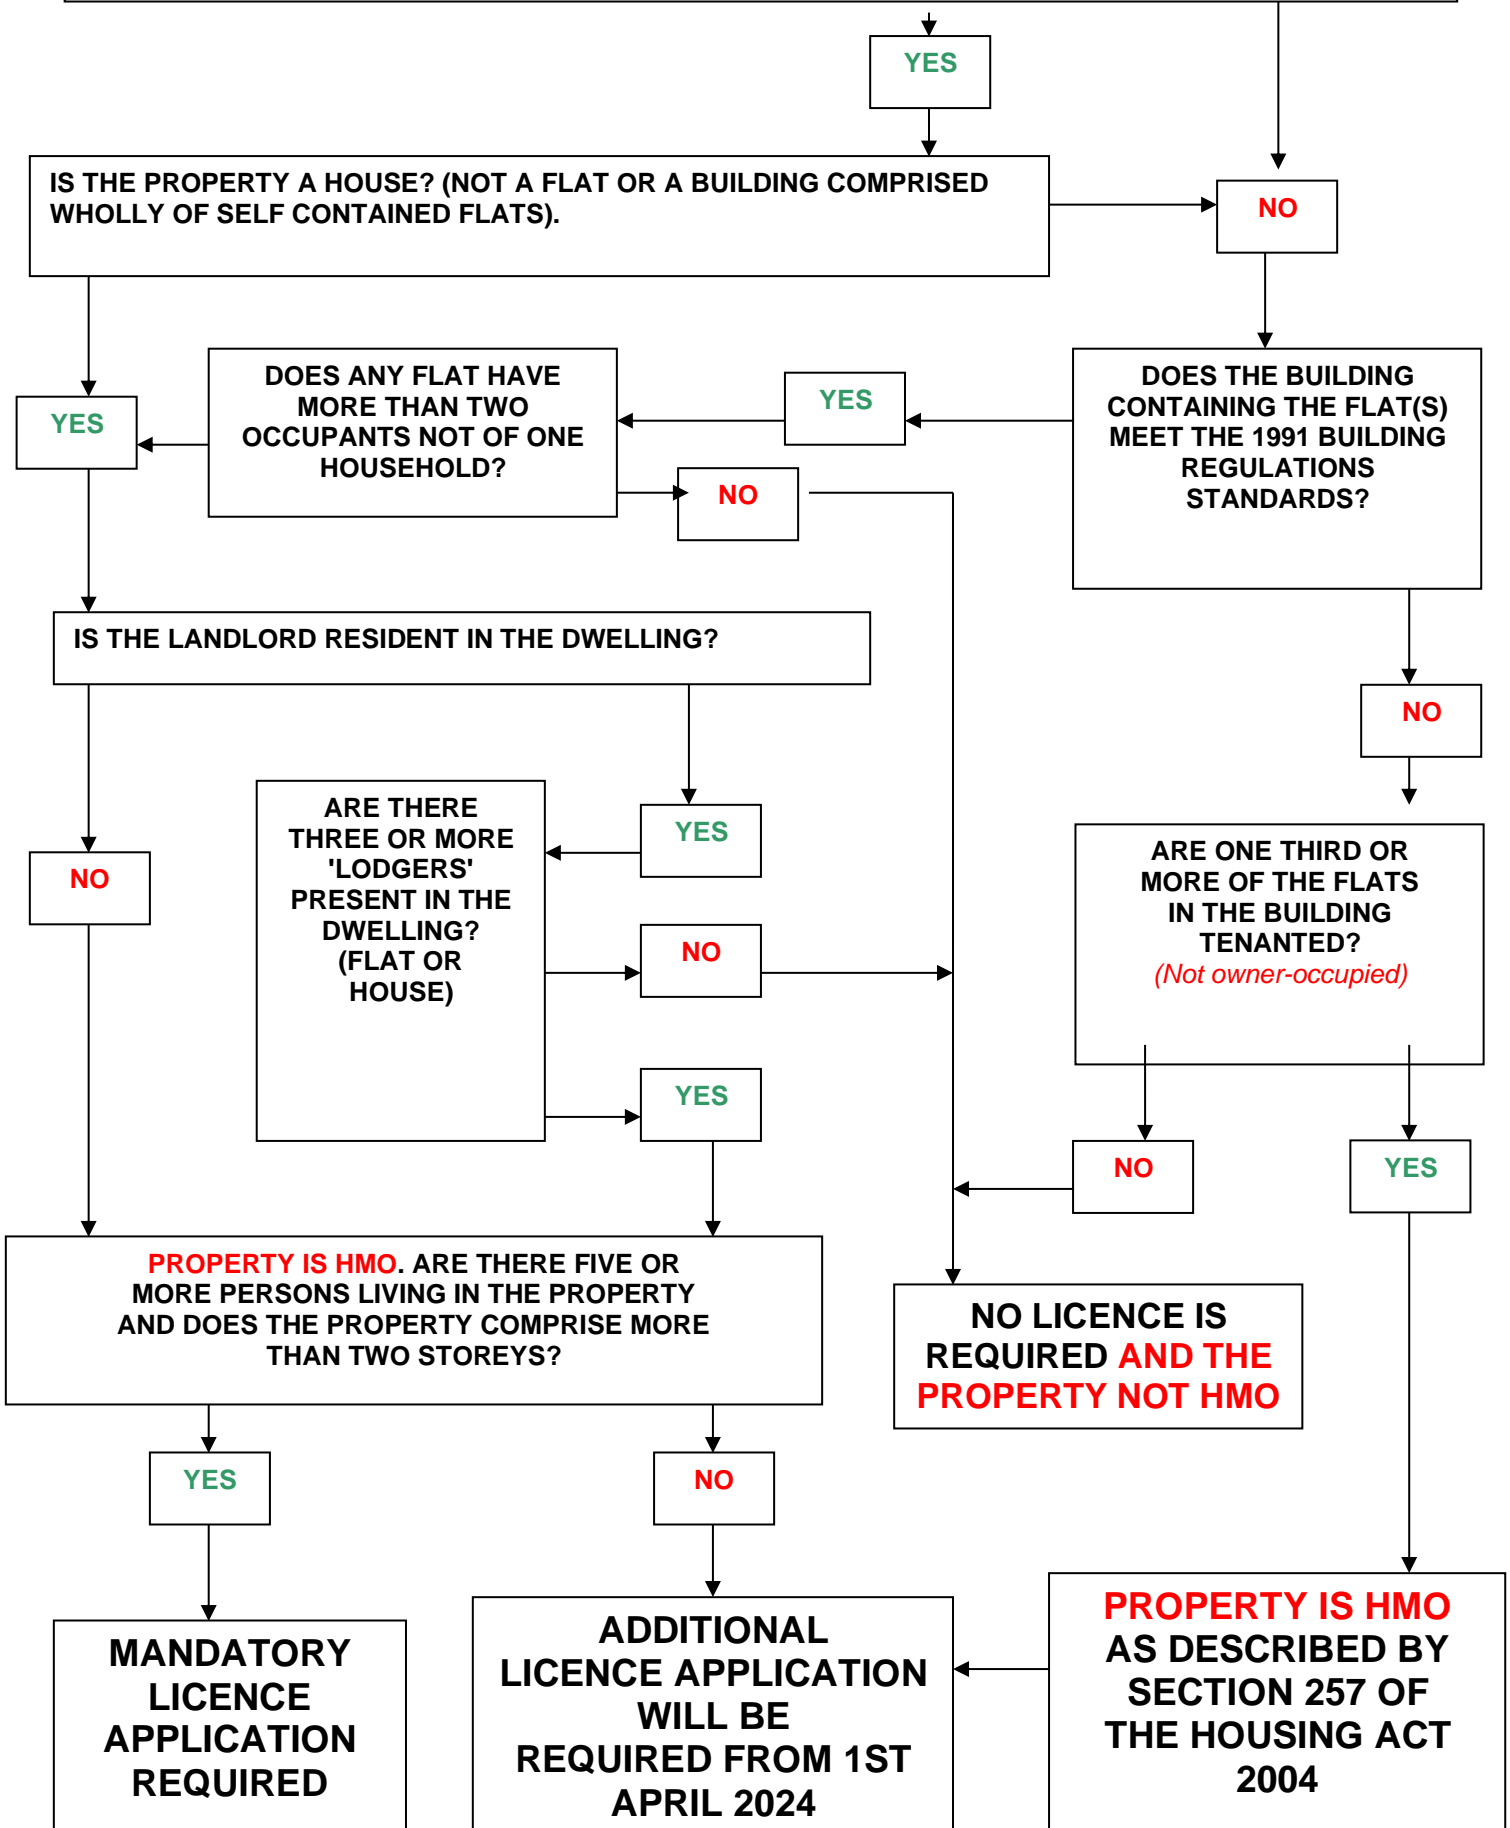 YES
IS THE PROPERTY A HOUSE? (NOT A FLAT OR A BUILDING COMPRISED
WHOLLY OF SELF CONTAINED FLATS).
NO
YES
DOES ANY FLAT HAVE
MORE THAN TWO
OCCUPANTS NOT OF ONE
HOUSEHOLD?
YES
DOES THE BUILDING
CONTAINING THE FLAT(S)
MEET THE 1991 BUILDING
REGULATIONS
STANDARDS?
NO
IS THE LANDLORD RESIDENT IN THE DWELLING?
NO
ARE THERE
THREE OR MORE
'LODGERS'
PRESENT IN THE
DWELLING?
(FLAT OR
HOUSE)
YES
NO
YES
NO
ARE ONE THIRD OR
MORE OF THE FLATS
IN THE BUILDING
TENANTED?
(Not owner-occupied)
NO
YES
PROPERTY IS HMO. ARE THERE FIVE OR
MORE PERSONS LIVING IN THE PROPERTY
AND DOES THE PROPERTY COMPRISE MORE
THAN TWO STOREYS?
NO LICENCE IS
REQUIRED AND THE
PROPERTY NOT HMO
YES
NO
MANDATORY
LICENCE
APPLICATION
REQUIRED
ADDITIONAL
LICENCE APPLICATION
WILL BE
REQUIRED FROM 1ST
APRIL 2024
PROPERTY IS HMO
AS DESCRIBED BY
SECTION 257 OF
THE HOUSING ACT
2004